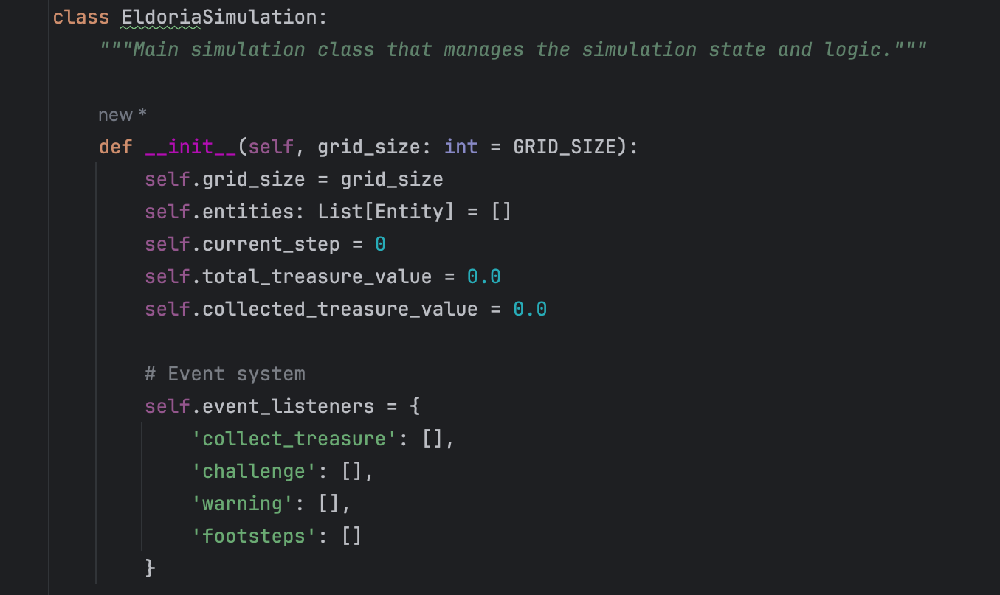 class EldoriaSimulation:
    """Main simulation class that manages the simulation state and logic."""
    new *
    def __init__(self, grid_size: int = GRID_SIZE):
        self.grid_size = grid_size
        self.entities: List[Entity] = []
        self.current_step = 0
        self.total_treasure_value = 0.0
        self.collected_treasure_value = 0.0
        # Event system
        self.event_listeners = {
            'collect_treasure': [],
            'challenge': [],
            'warning': [],
            'footsteps': []
        }